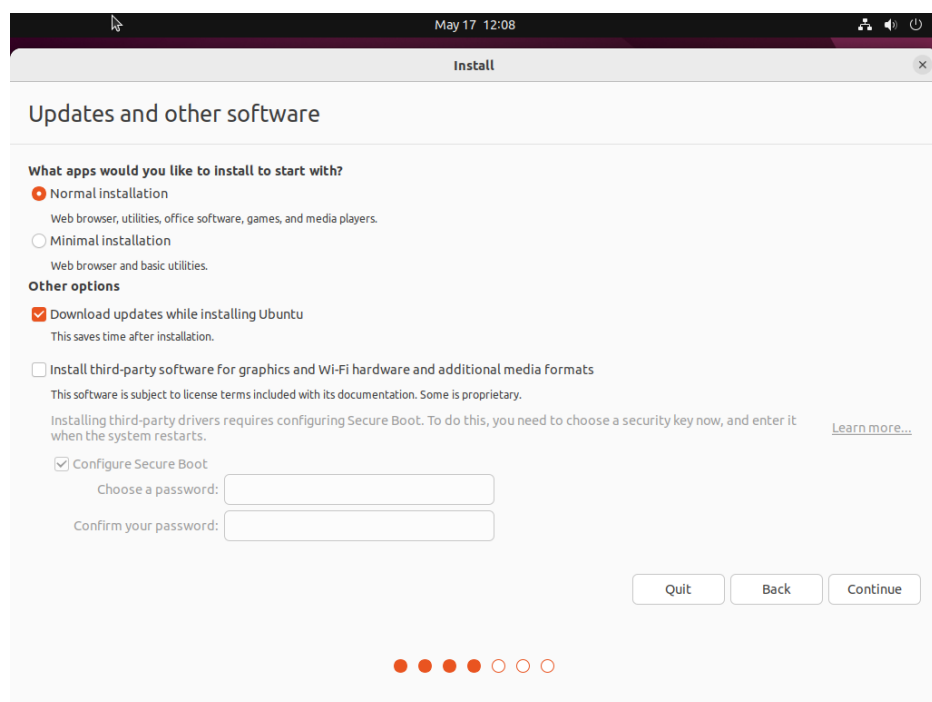 May 17 12:08
Install
Updates and other software
What apps would you like to install to start with?
Normal installation
Web browser, utilities, office software, games, and media players.
Minimal installation
Web browser and basic utilities.
Other options
Download updates while installing Ubuntu
This saves time after installation.
Install third-party software for graphics and Wi-Fi hardware and additional media formats
This software is subject to license terms included with its documentation. Some is proprietary.
Installing third-party drivers requires configuring Secure Boot. To do this, you need to choose a security key now, and enter it
when the system restarts.
Learn more...
Configure Secure Boot
Choose a password:
Confirm your password:
Quit Back Continue